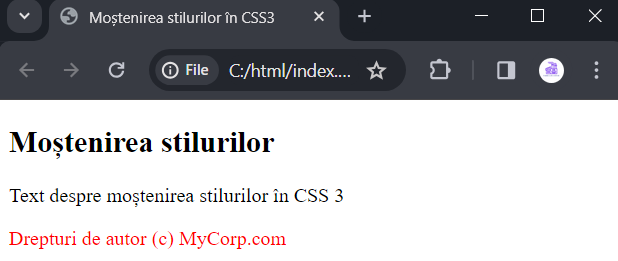 Moștenirea stilurilor în CSS3
File C:/html/index....
Moștenirea stilurilor
Text despre moștenirea stilurilor în CSS 3
Drepturi de autor (c) MyCorp.com